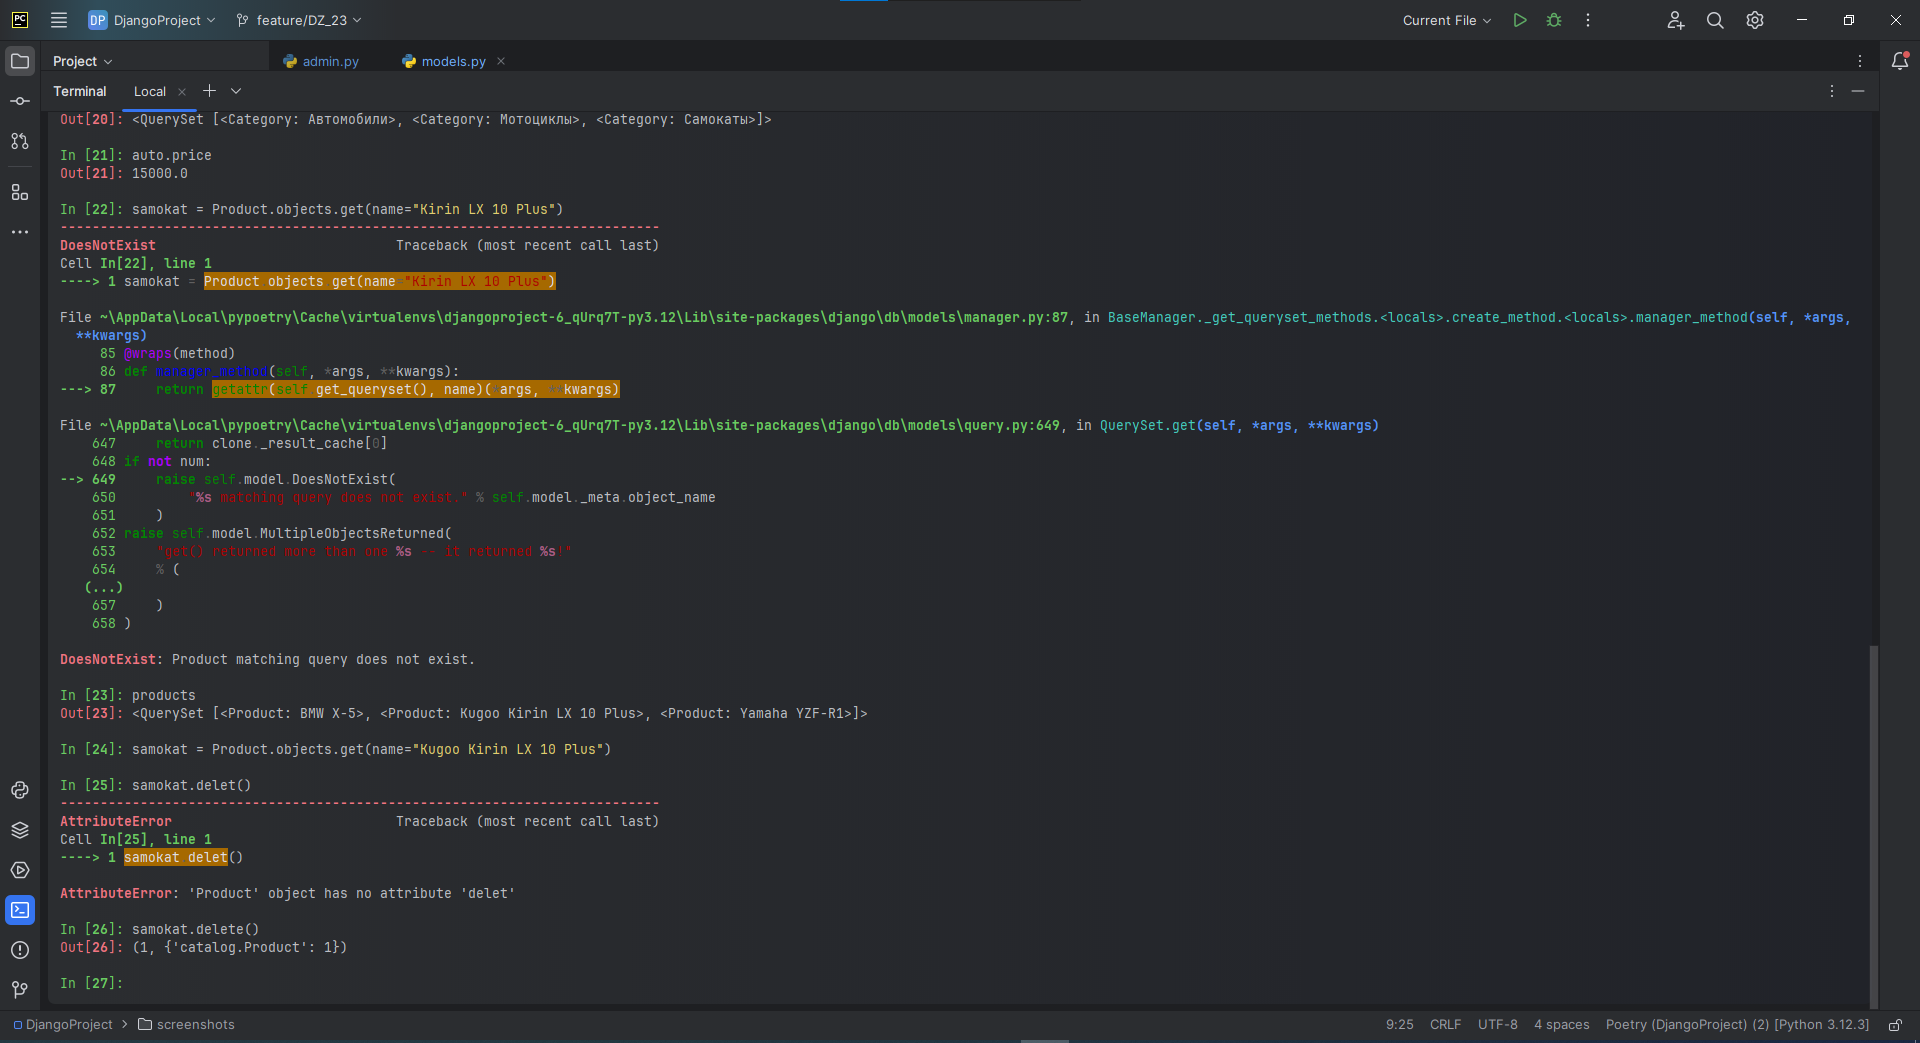 PC DP DjangoProject feature/DZ_23 Current File
Project admin.py models.py
Terminal Local
Out[20]: <QuerySet [<Category: Автомобили>, <Category: Мотоциклы>, <Category: Самокаты>]>
In [21]: auto.price
Out[21]: 15000.0
In [22]: samokat = Product.objects.get(name="Kirin LX 10 Plus")
---------------------------------------------------------------------------
DoesNotExist                              Traceback (most recent call last)
Cell In[22], line 1
----> 1 samokat = Product.objects.get(name="Kirin LX 10 Plus")
File ~\AppData\Local\pypoetry\Cache\virtualenvs\djangoproject-6_qUrq7T-py3.12\Lib\site-packages\django\db\models\manager.py:87, in BaseManager._get_queryset_methods.<locals>.create_method.<locals>.manager_method(self, *args,
**kwargs)
85 @wraps(method)
86 def manager_method(self, *args, **kwargs):
---> 87     return getattr(self.get_queryset(), name)(*args, **kwargs)
File ~\AppData\Local\pypoetry\Cache\virtualenvs\djangoproject-6_qUrq7T-py3.12\Lib\site-packages\django\db\models\query.py:649, in QuerySet.get(self, *args, **kwargs)
647     return clone._result_cache[0]
648 if not num:
--> 649     raise self.model.DoesNotExist(
650         "%s matching query does not exist." % self.model._meta.object_name
651     )
652 raise self.model.MultipleObjectsReturned(
653     "get() returned more than one %s -- it returned %s!"
654     % (
(...)
657     )
658 )
DoesNotExist: Product matching query does not exist.
In [23]: products
Out[23]: <QuerySet [<Product: BMW X-5>, <Product: Kugoo Kirin LX 10 Plus>, <Product: Yamaha YZF-R1>]>
In [24]: samokat = Product.objects.get(name="Kugoo Kirin LX 10 Plus")
In [25]: samokat.delet()
---------------------------------------------------------------------------
AttributeError                            Traceback (most recent call last)
Cell In[25], line 1
----> 1 samokat.delet()
AttributeError: 'Product' object has no attribute 'delet'
In [26]: samokat.delete()
Out[26]: (1, {'catalog.Product': 1})
In [27]:
DjangoProject > screenshots 9:25 CRLF UTF-8 4 spaces Poetry (DjangoProject) (2) [Python 3.12.3]